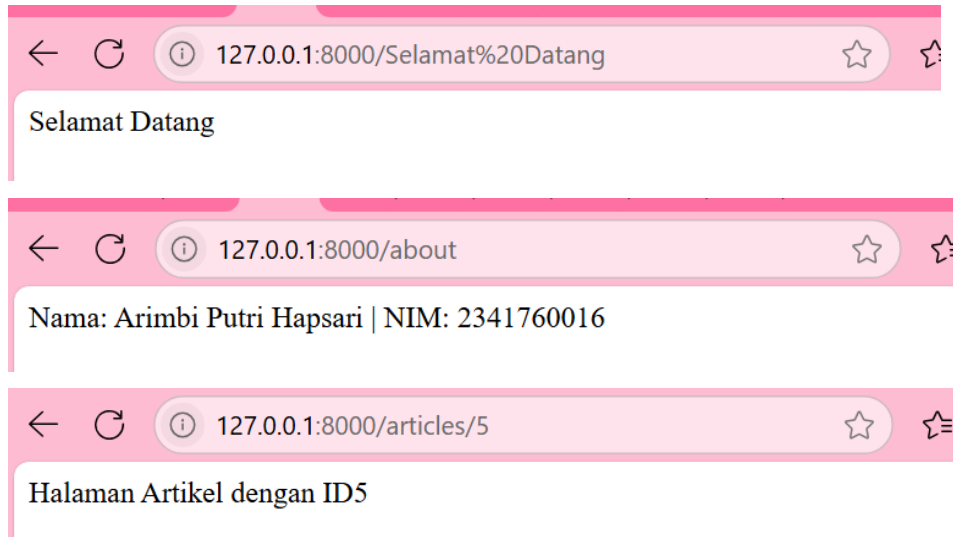 127.0.0.1:8000/Selamat%20Datang
Selamat Datang
127.0.0.1:8000/about
Nama: Arimbi Putri Hapsari | NIM: 2341760016
127.0.0.1:8000/articles/5
Halaman Artikel dengan ID5